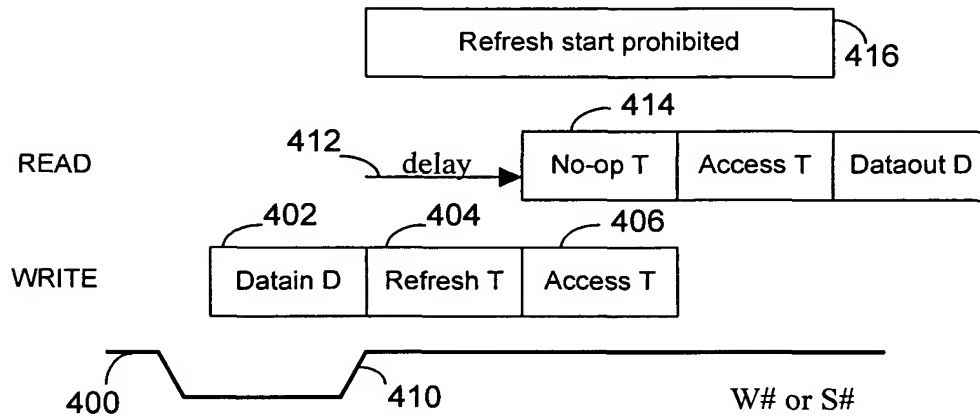 Refresh start prohibited
416
414
412
READ
delay
No-op T
Access T
Dataout D
402
404
406
WRITE
Datain D
Refresh T
Access T
400
410
W# or S#